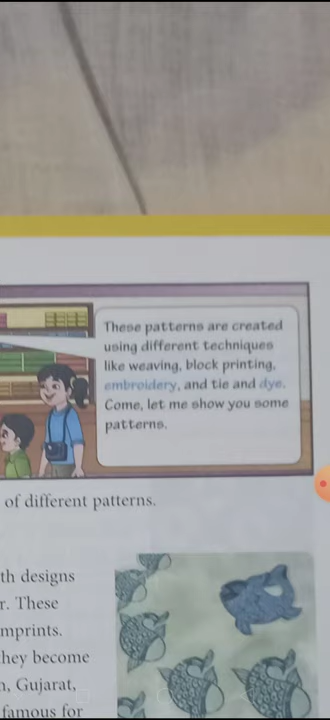 These patterns are created
using different techniques
like weaving, block printing,
embroidery, and tie and dye.
Come, let me show you some
patterns.
of different patterns.
th designs
r. These
mprints.
they become
n, Gujarat,
famous for